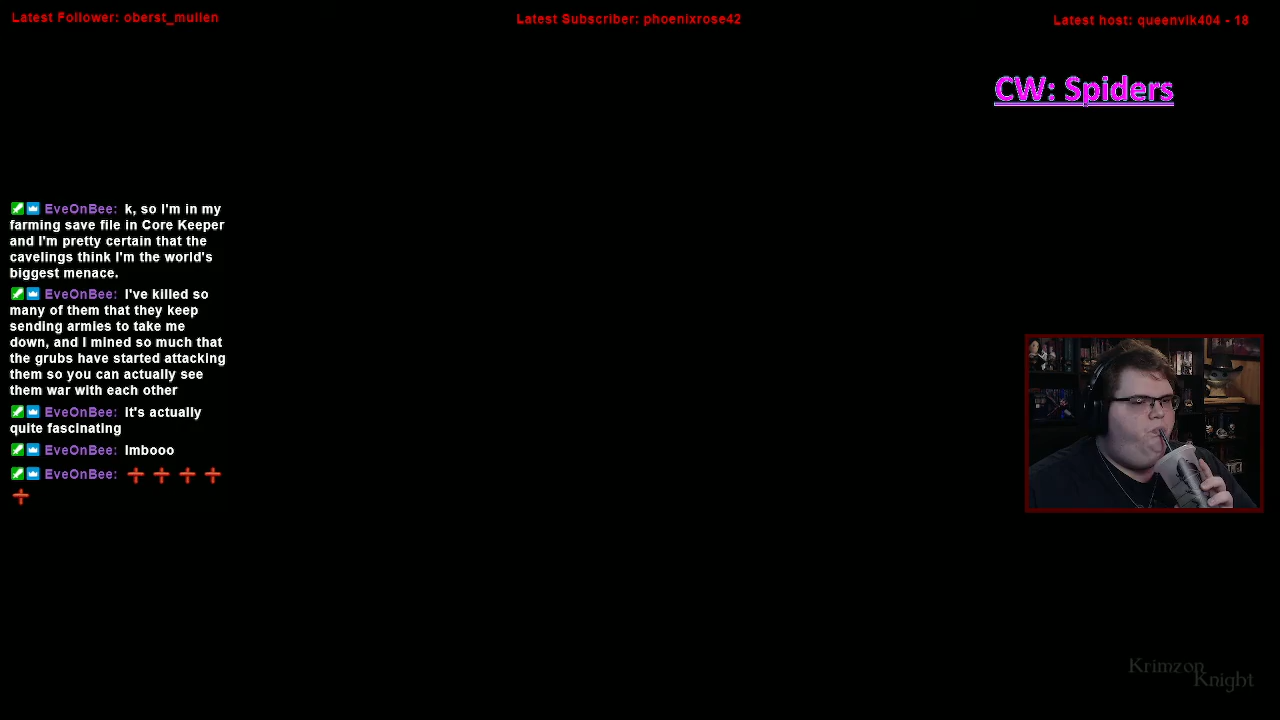 Latest Follower: oberst_mullen
Latest Subscriber: phoenixrose42
Latest host: queenvik404 - 18
CW: Spiders
EveOnBee: k, so I'm in my
farming save file in Core Keeper
and I'm pretty certain that the
cavelings think I'm the world's
biggest menace.
EveOnBee: I've killed so
many of them that they keep
sending armies to take me
down, and I mined so much that
the grubs have started attacking
them so you can actually see
them war with each other
EveOnBee: it's actually
quite fascinating
EveOnBee: lmbooo
EveOnBee:
Krimzon
Knight